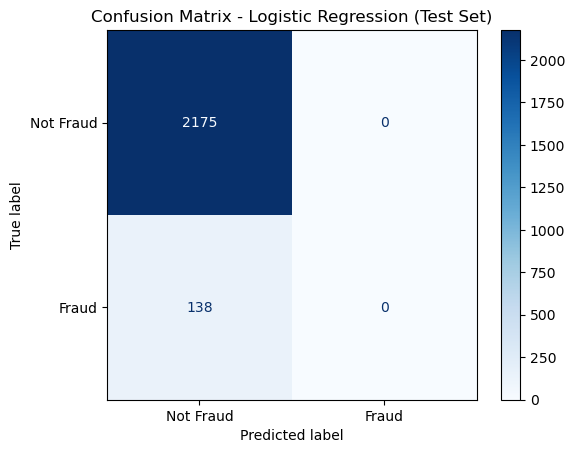 Confusion Matrix - Logistic Regression (Test Set)
True label
Not Fraud
2175
0
Fraud
138
0
Not Fraud
Fraud
Predicted label
2000
1750
1500
1250
1000
750
500
250
0